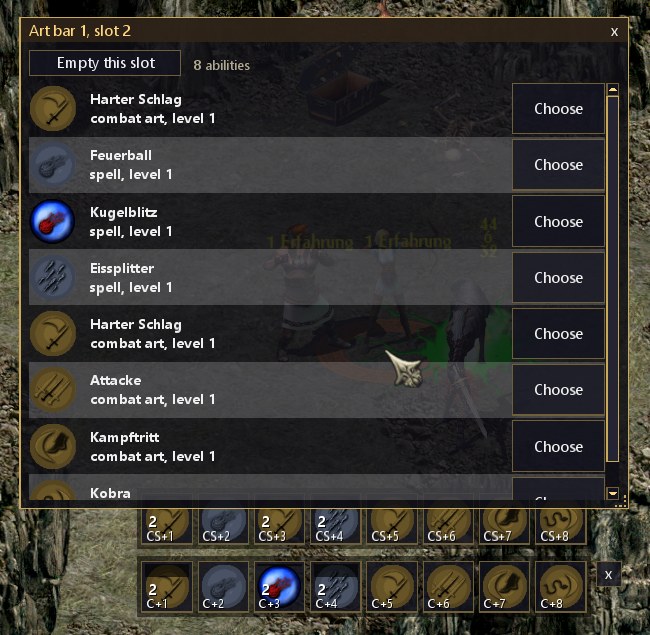 Art bar 1, slot 2
x
Empty this slot
8 abilities
Harter Schlag
combat art, level 1
Choose
Feuerball
spell, level 1
Choose
Kugelblitz
spell, level 1
Choose
1 Erfahrung 1 Erfahrung
Eissplitter
spell, level 1
Choose
Harter Schlag
combat art, level 1
Choose
Attacke
combat art, level 1
Choose
Kampftritt
combat art, level 1
Choose
Kobra
2 2 2
CS+1 CS+2 CS+3 CS+4 CS+5 CS+6 CS+7 CS+8
x
2 2 2
C+1 C+2 C+3 C+4 C+5 C+6 C+7 C+8